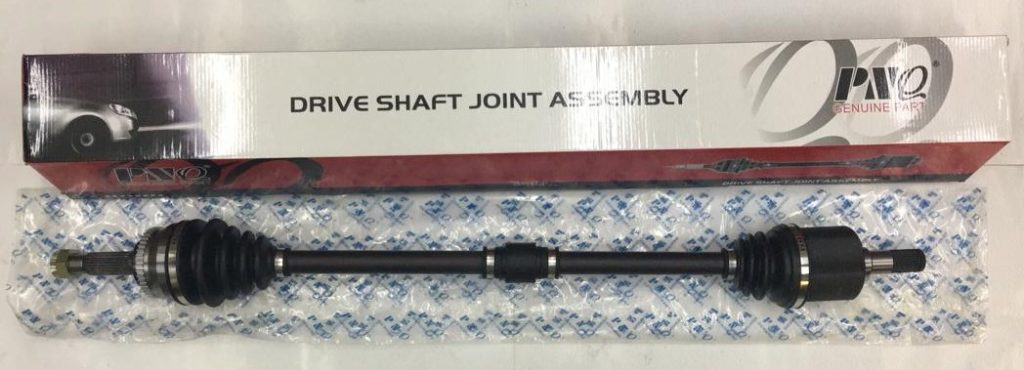 DRIVE SHAFT JOINT ASSEMBLY
PNQ®
GENUINE PART
PNQ
DRIVE SHAFT JOINT ASSEMBLY